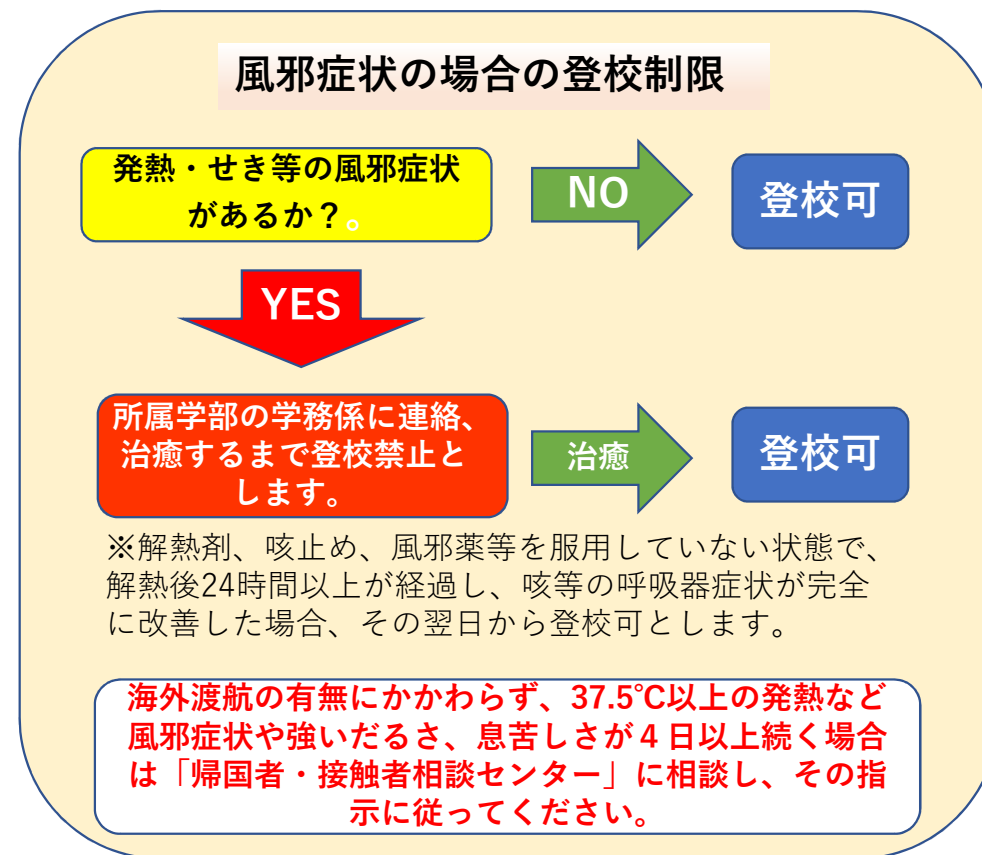 風邪症状の場合の登校制限
発熱・せき等の風邪症状
があるか？。
NO
登校可
YES
所属学部の学務係に連絡、
治癒するまで登校禁止と
します。
治癒
登校可
※解熱剤、咳止め、風邪薬等を服用していない状態で、
解熱後24時間以上が経過し、咳等の呼吸器症状が完全
に改善した場合、その翌日から登校可とします。
海外渡航の有無にかかわらず、37.5℃以上の発熱など
風邪症状や強いだるさ、息苦しさが４日以上続く場合
は「帰国者・接触者相談センター」に相談し、その指
示に従ってください。